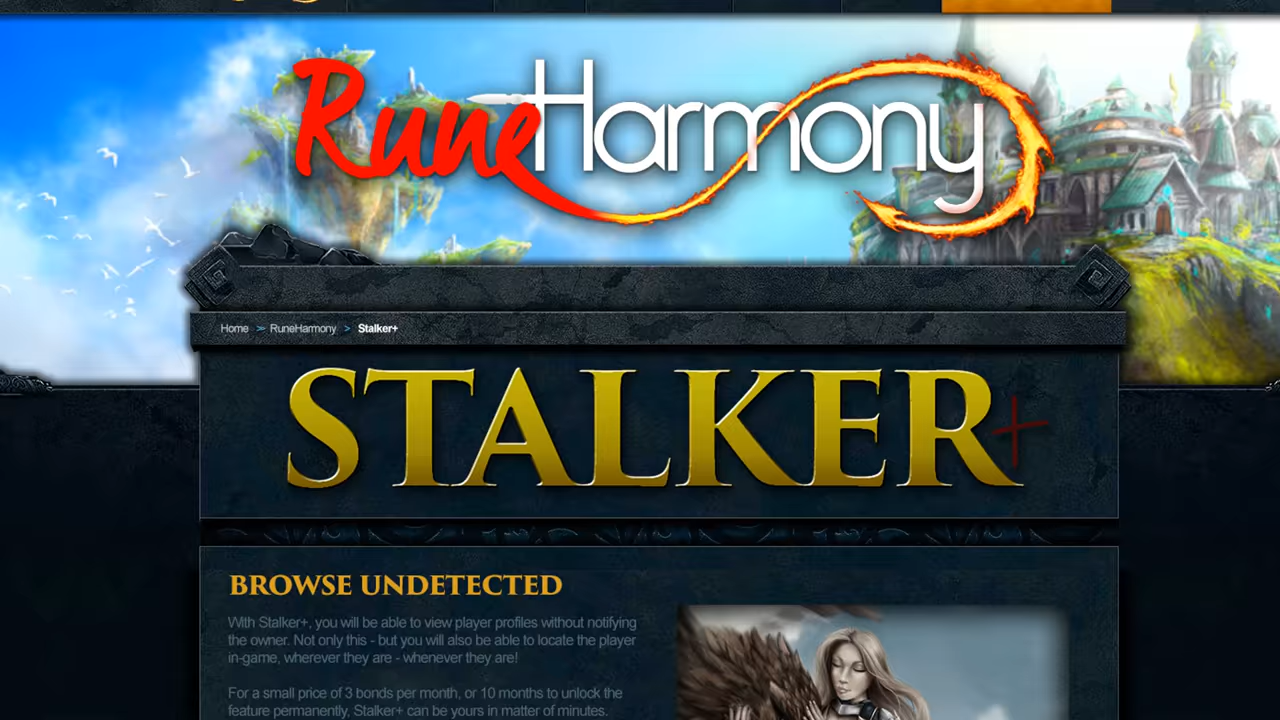 RuneHarmony
Home > RuneHarmony > Stalker+
STALKER+
BROWSE UNDETECTED
With Stalker+, you will be able to view player profiles without notifying
the owner. Not only this - but you will also be able to locate the player
in-game, wherever they are - whenever they are!
For a small price of 3 bonds per month, or 10 months to unlock the
feature permanently, Stalker+ can be yours in matter of minutes.